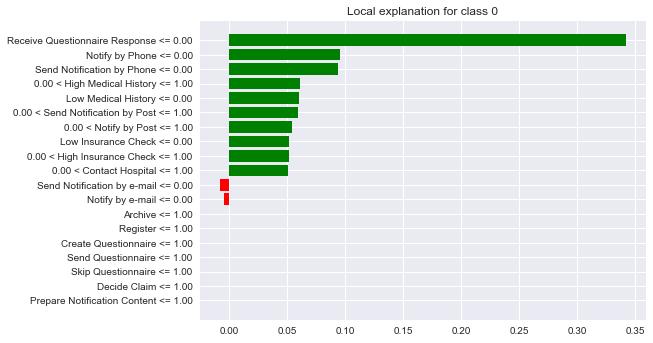 Local explanation for class 0
Receive Questionnaire Response <= 0.00
Notify by Phone <= 0.00
Send Notification by Phone <= 0.00
0.00 < High Medical History <= 1.00
Low Medical History <= 0.00
0.00 < Send Notification by Post <= 1.00
0.00 < Notify by Post <= 1.00
Low Insurance Check <= 0.00
0.00 < High Insurance Check <= 1.00
0.00 < Contact Hospital <= 1.00
Send Notification by e-mail <= 0.00
Notify by e-mail <= 0.00
Archive <= 1.00
Register <= 1.00
Create Questionnaire <= 1.00
Send Questionnaire <= 1.00
Skip Questionnaire <= 1.00
Decide Claim <= 1.00
Prepare Notification Content <= 1.00
0.00 0.05 0.10 0.15 0.20 0.25 0.30 0.35